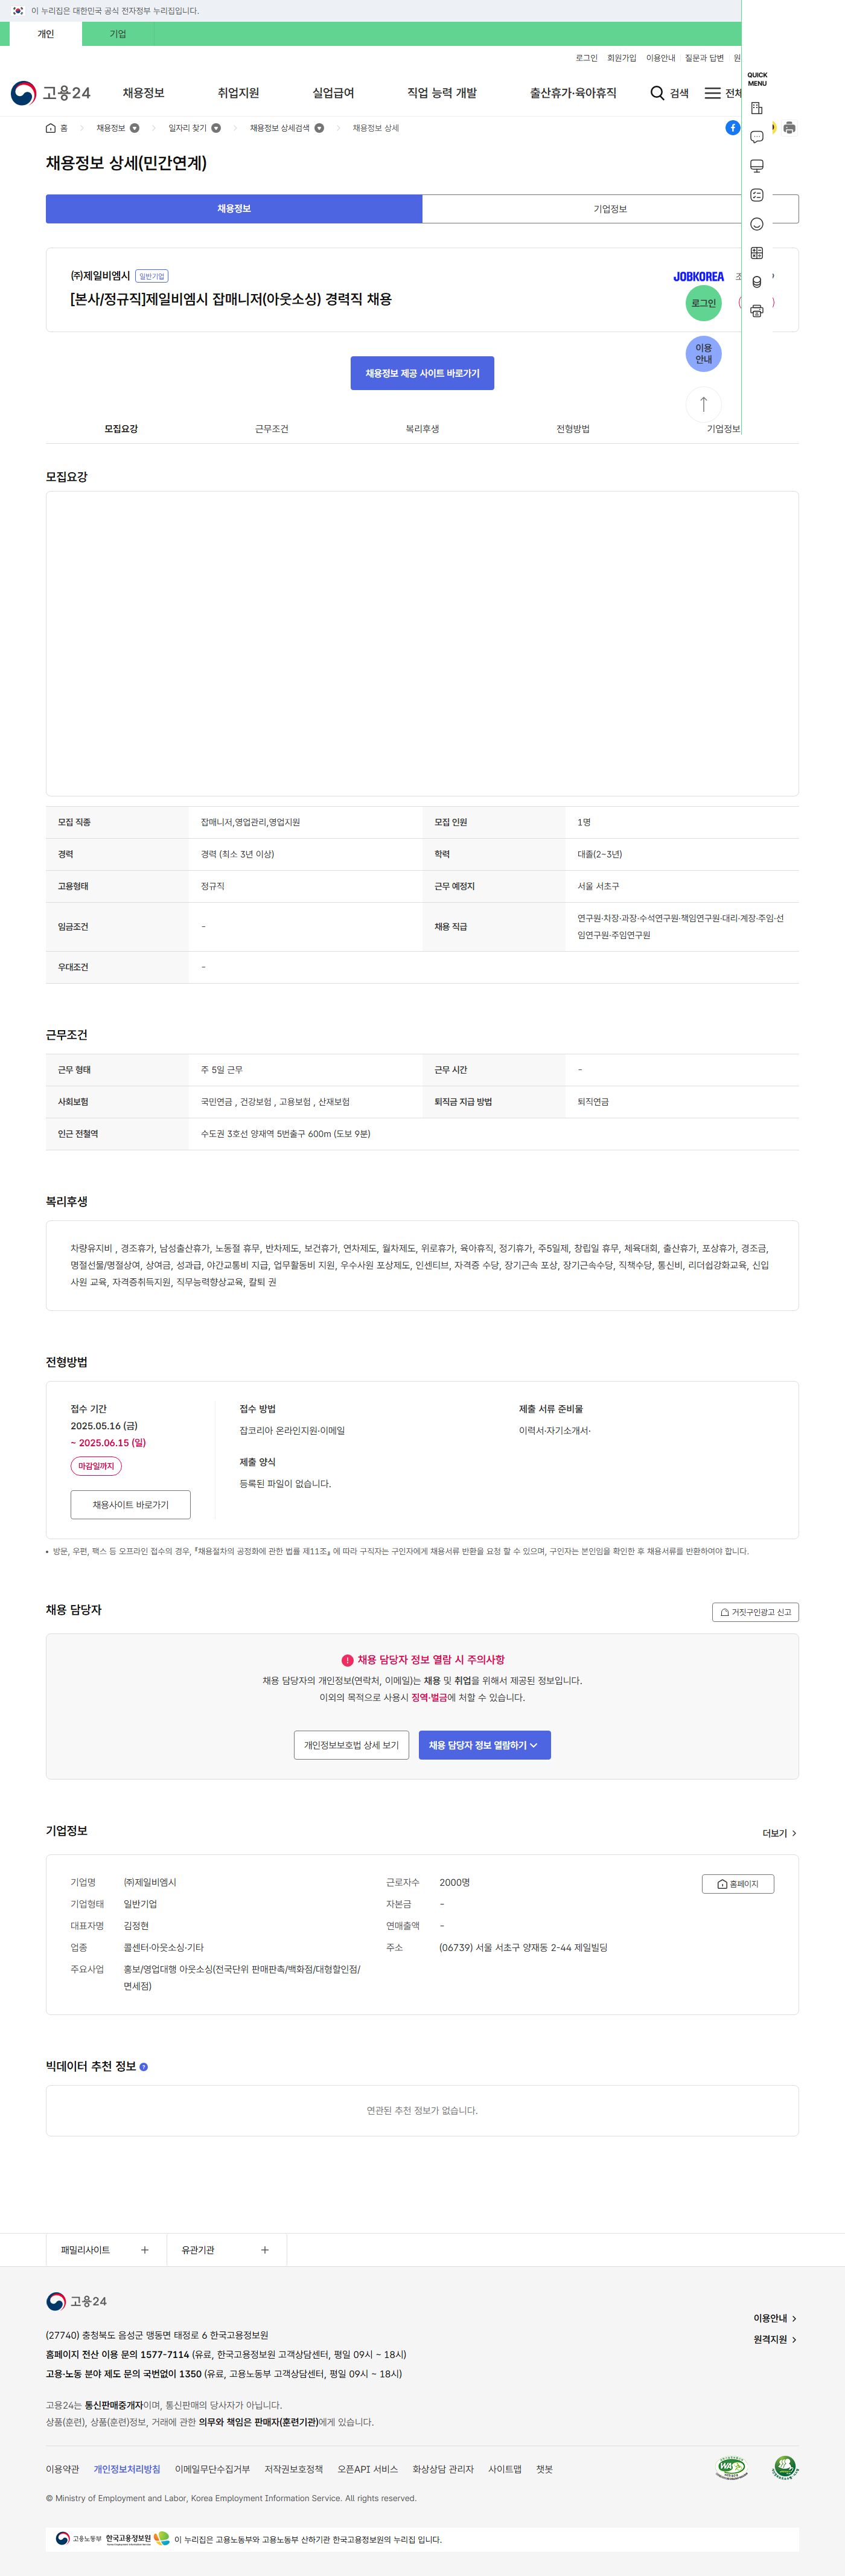 이 누리집은 대한민국 공식 전자정부 누리집입니다.
개인
기업
로그인 회원가입 이용안내 질문과 답변 원
고용24
채용정보 취업지원 실업급여 직업 능력 개발 출산휴가·육아휴직 검색 전체
QUICK
MENU
홈 채용정보 일자리 찾기 채용정보 상세검색 채용정보 상세
채용정보 상세(민간연계)
채용정보
기업정보
㈜제일비엠시 일반기업
JOBKOREA
[본사/정규직]제일비엠시 잡매니저(아웃소싱) 경력직 채용
로그인
이용
안내
채용정보 제공 사이트 바로가기
모집요강 근무조건 복리후생 전형방법 기업정보
모집요강
모집 직종 잡매니저,영업관리,영업지원 모집 인원 1명
경력 경력 (최소 3년 이상) 학력 대졸(2~3년)
고용형태 정규직 근무 예정지 서울 서초구
임금조건 - 채용 직급 연구원·차장·과장·수석연구원·책임연구원·대리·계장·주임·선
임연구원·주임연구원
우대조건 -
근무조건
근무 형태 주 5일 근무 근무 시간 -
사회보험 국민연금 , 건강보험 , 고용보험 , 산재보험 퇴직금 지급 방법 퇴직연금
인근 전철역 수도권 3호선 양재역 5번출구 600m (도보 9분)
복리후생
차량유지비 , 경조휴가, 남성출산휴가, 노동절 휴무, 반차제도, 보건휴가, 연차제도, 월차제도, 위로휴가, 육아휴직, 정기휴가, 주5일제, 창립일 휴무, 체육대회, 출산휴가, 포상휴가, 경조금,
명절선물/명절상여, 상여금, 성과급, 야간교통비 지급, 업무활동비 지원, 우수사원 포상제도, 인센티브, 자격증 수당, 장기근속 포상, 장기근속수당, 직책수당, 통신비, 리더쉽강화교육, 신입
사원 교육, 자격증취득지원, 직무능력향상교육, 칼퇴 권
전형방법
접수 기간
2025.05.16 (금)
~ 2025.06.15 (일)
마감일까지
채용사이트 바로가기
접수 방법
잡코리아 온라인지원·이메일
제출 양식
등록된 파일이 없습니다.
제출 서류 준비물
이력서·자기소개서·
• 방문, 우편, 팩스 등 오프라인 접수의 경우, 『채용절차의 공정화에 관한 법률 제11조』 에 따라 구직자는 구인자에게 채용서류 반환을 요청 할 수 있으며, 구인자는 본인임을 확인한 후 채용서류를 반환하여야 합니다.
채용 담당자
거짓구인광고 신고
채용 담당자 정보 열람 시 주의사항
채용 담당자의 개인정보(연락처, 이메일)는 채용 및 취업을 위해서 제공된 정보입니다.
이외의 목적으로 사용시 징역·벌금에 처할 수 있습니다.
개인정보보호법 상세 보기
채용 담당자 정보 열람하기
기업정보
더보기
기업명 ㈜제일비엠시 근로자수 2000명
홈페이지
기업형태 일반기업 자본금 -
대표자명 김정현 연매출액 -
업종 콜센터·아웃소싱·기타 주소 (06739) 서울 서초구 양재동 2-44 제일빌딩
주요사업 홍보/영업대행 아웃소싱(전국단위 판매판촉/백화점/대형할인점/
면세점)
빅데이터 추천 정보 ?
연관된 추천 정보가 없습니다.
패밀리사이트
유관기관
고용24
(27740) 충청북도 음성군 맹동면 태정로 6 한국고용정보원
홈페이지 전산 이용 문의 1577-7114 (유료, 한국고용정보원 고객상담센터, 평일 09시 ~ 18시)
고용·노동 분야 제도 문의 국번없이 1350 (유료, 고용노동부 고객상담센터, 평일 09시 ~ 18시)
이용안내
원격지원
고용24는 통신판매중개자이며, 통신판매의 당사자가 아닙니다.
상품(훈련), 상품(훈련)정보, 거래에 관한 의무와 책임은 판매자(훈련기관)에게 있습니다.
이용약관 개인정보처리방침 이메일무단수집거부 저작권보호정책 오픈API 서비스 화상상담 관리자 사이트맵 챗봇
WA
© Ministry of Employment and Labor, Korea Employment Information Service. All rights reserved.
고용노동부 한국고용정보원 이 누리집은 고용노동부와 고용노동부 산하기관 한국고용정보원의 누리집 입니다.